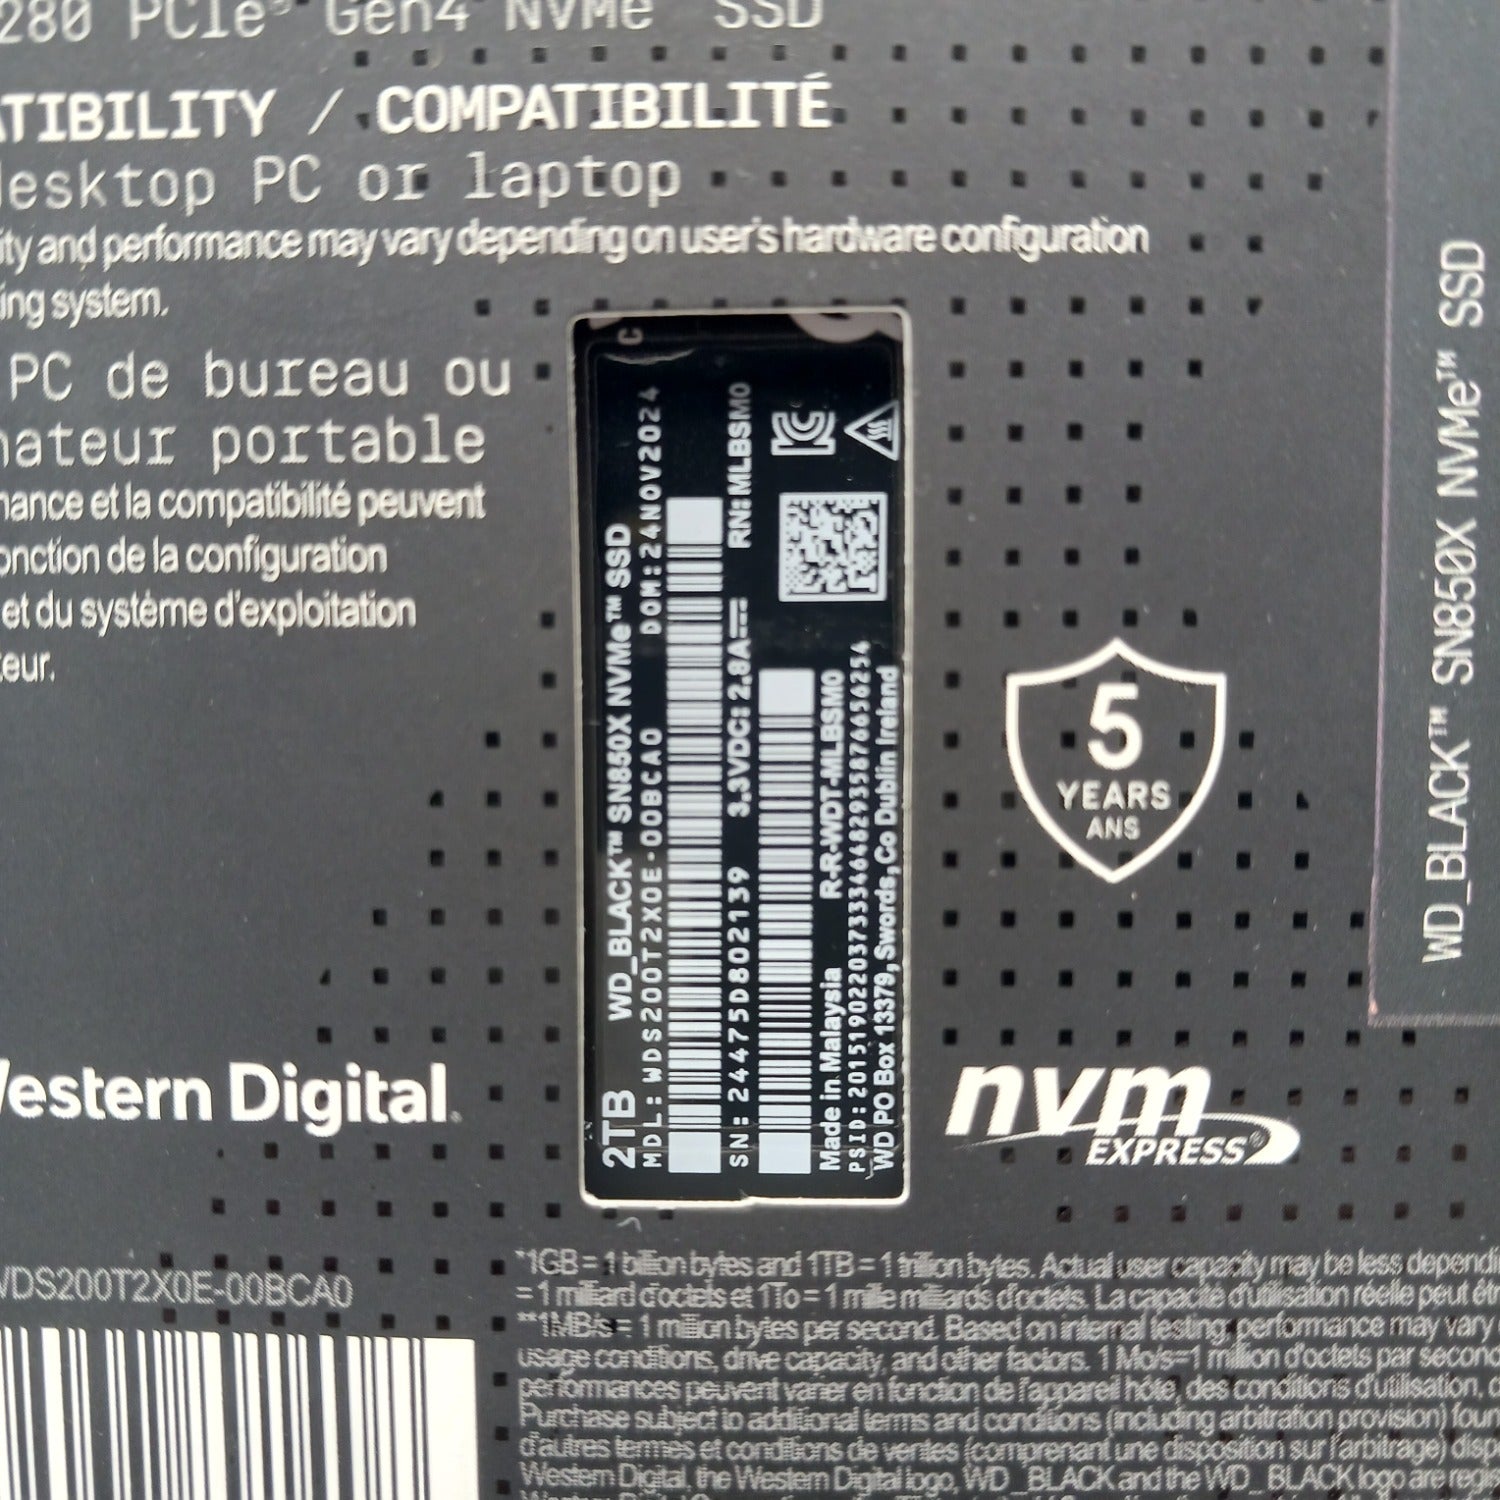 280 PCIe® Gen4 NVMe™ SSD
ATIBILITY / COMPATIBILITÉ
desktop PC or laptop
ity and performance may vary depending on user's hardware configuration
ing system.
PC de bureau ou
nateur portable
mance et la compatibilité peuvent
onction de la configuration
et du système d'exploitation
teur.
2TB WD_BLACK™ SN850X NVMe™ SSD
MDL: WDS200T2X0E-00BCA0 DOM: 24NOV2024
SN: 24475D802139 3.3VDC: 2.8A RN: MLBSM0
Made in Malaysia R-R-WDT-MLBSM0
PSID:
WD PO Box 13379, Swords, Co Dublin Ireland
5
YEARS
ANS
WD_BLACK™ SN850X NVMe™ SSD
Western Digital.
nvm
EXPRESS®
WDS200T2X0E-00BCA0
*1GB = 1 billion bytes and 1TB = 1 trillion bytes. Actual user capacity may be less dependi
= 1 milliard d'octets et 1To = 1 mille milliards d'octets. La capacité d'utilisation réelle peut êt
**1MB/s = 1 million bytes per second. Based on internal testing; performance may vary
usage conditions, drive capacity, and other factors. 1 Mo/s=1 million d'octets par second
performances peuvent varier en fonction de l'appareil hôte, des conditions d'utilisation,
Purchase subject to additional terms and conditions (including arbitration provision) foun
d'autres termes et conditions de ventes (comprenant une disposition sur l'arbitrage) disp
Western Digital, the Western Digital logo, WD_BLACK and the WD_BLACK logo are regis